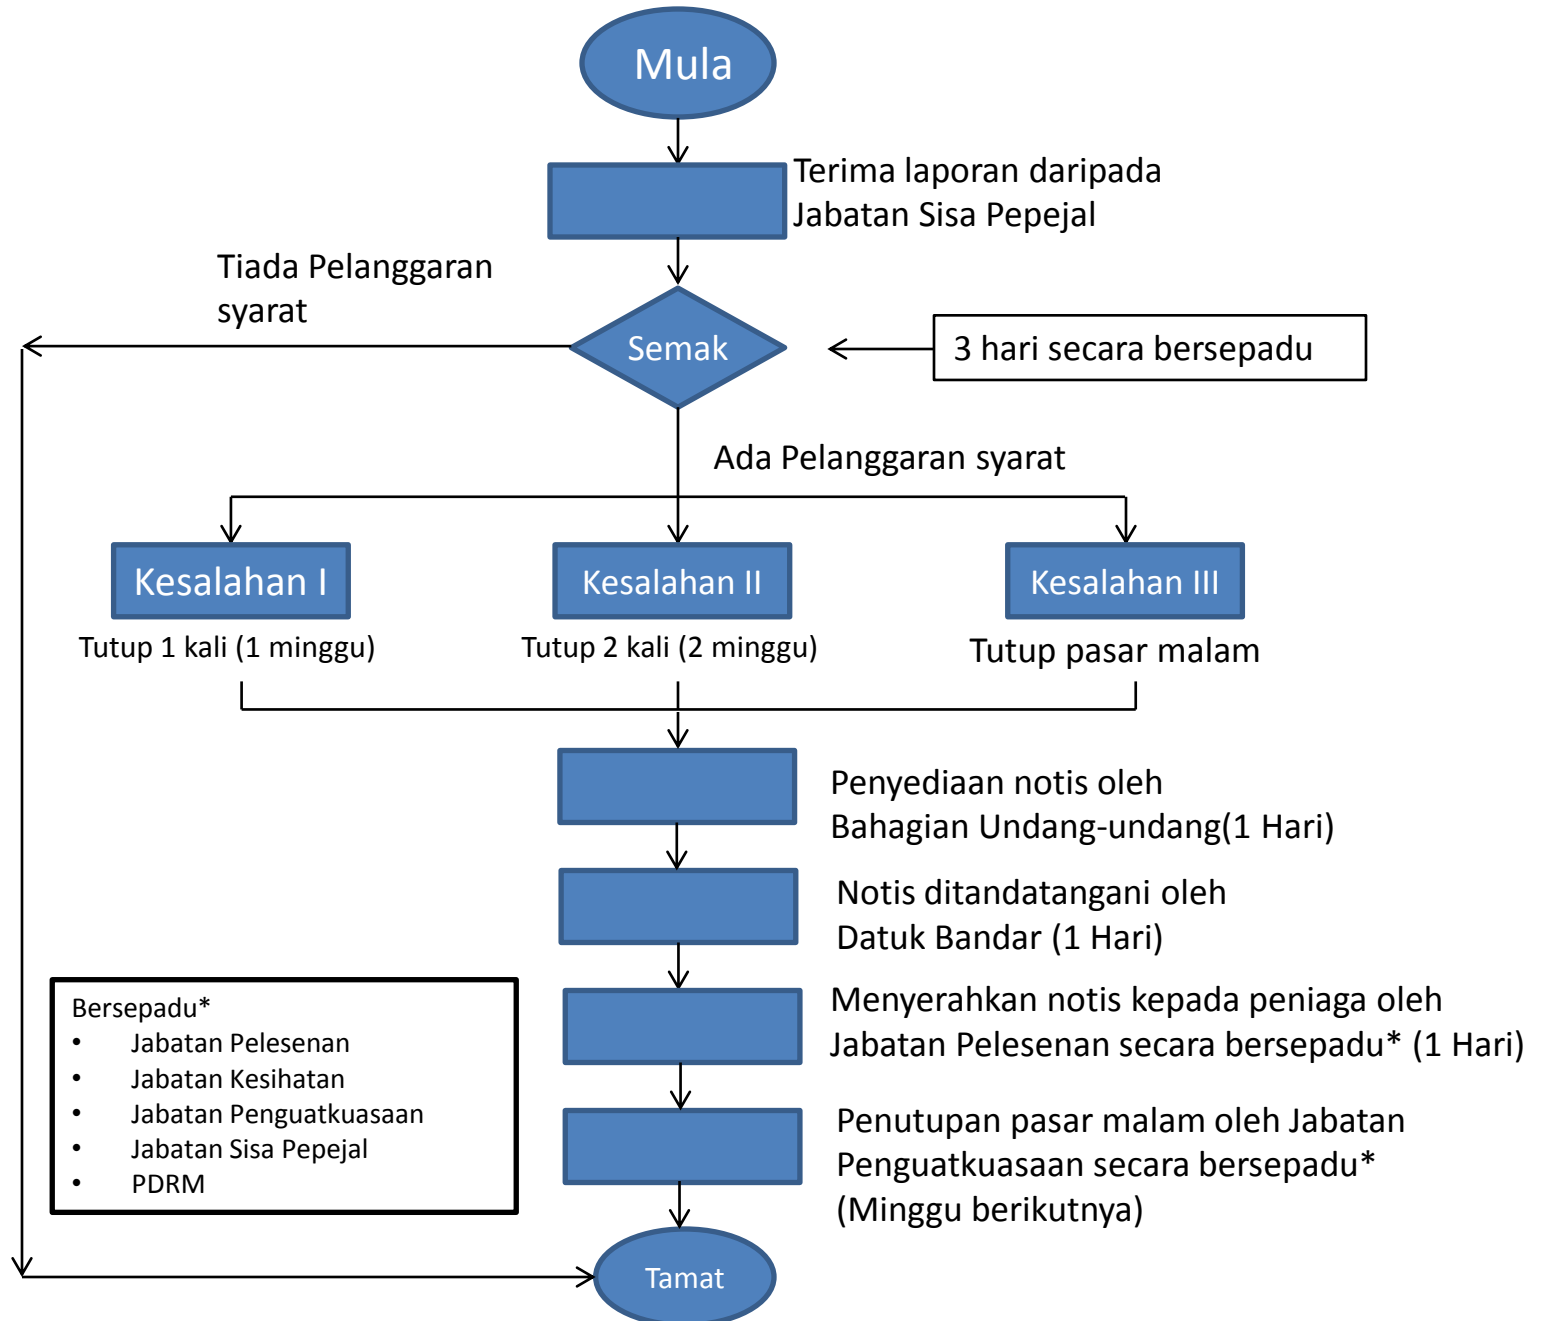 Mula
Terima laporan daripada
Jabatan Sisa Pepejal
Tiada Pelanggaran
syarat
Semak
3 hari secara bersepadu
Ada Pelanggaran syarat
Kesalahan I
Kesalahan II
Kesalahan III
Tutup 1 kali (1 minggu)
Tutup 2 kali (2 minggu)
Tutup pasar malam
Penyediaan notis oleh
Bahagian Undang-undang(1 Hari)
Notis ditandatangani oleh
Datuk Bandar (1 Hari)
Menyerahkan notis kepada peniaga oleh
Jabatan Pelesenan secara bersepadu* (1 Hari)
Penutupan pasar malam oleh Jabatan
Penguatkuasaan secara bersepadu*
(Minggu berikutnya)
Bersepadu*
• Jabatan Pelesenan
• Jabatan Kesihatan
• Jabatan Penguatkuasaan
• Jabatan Sisa Pepejal
• PDRM
Tamat